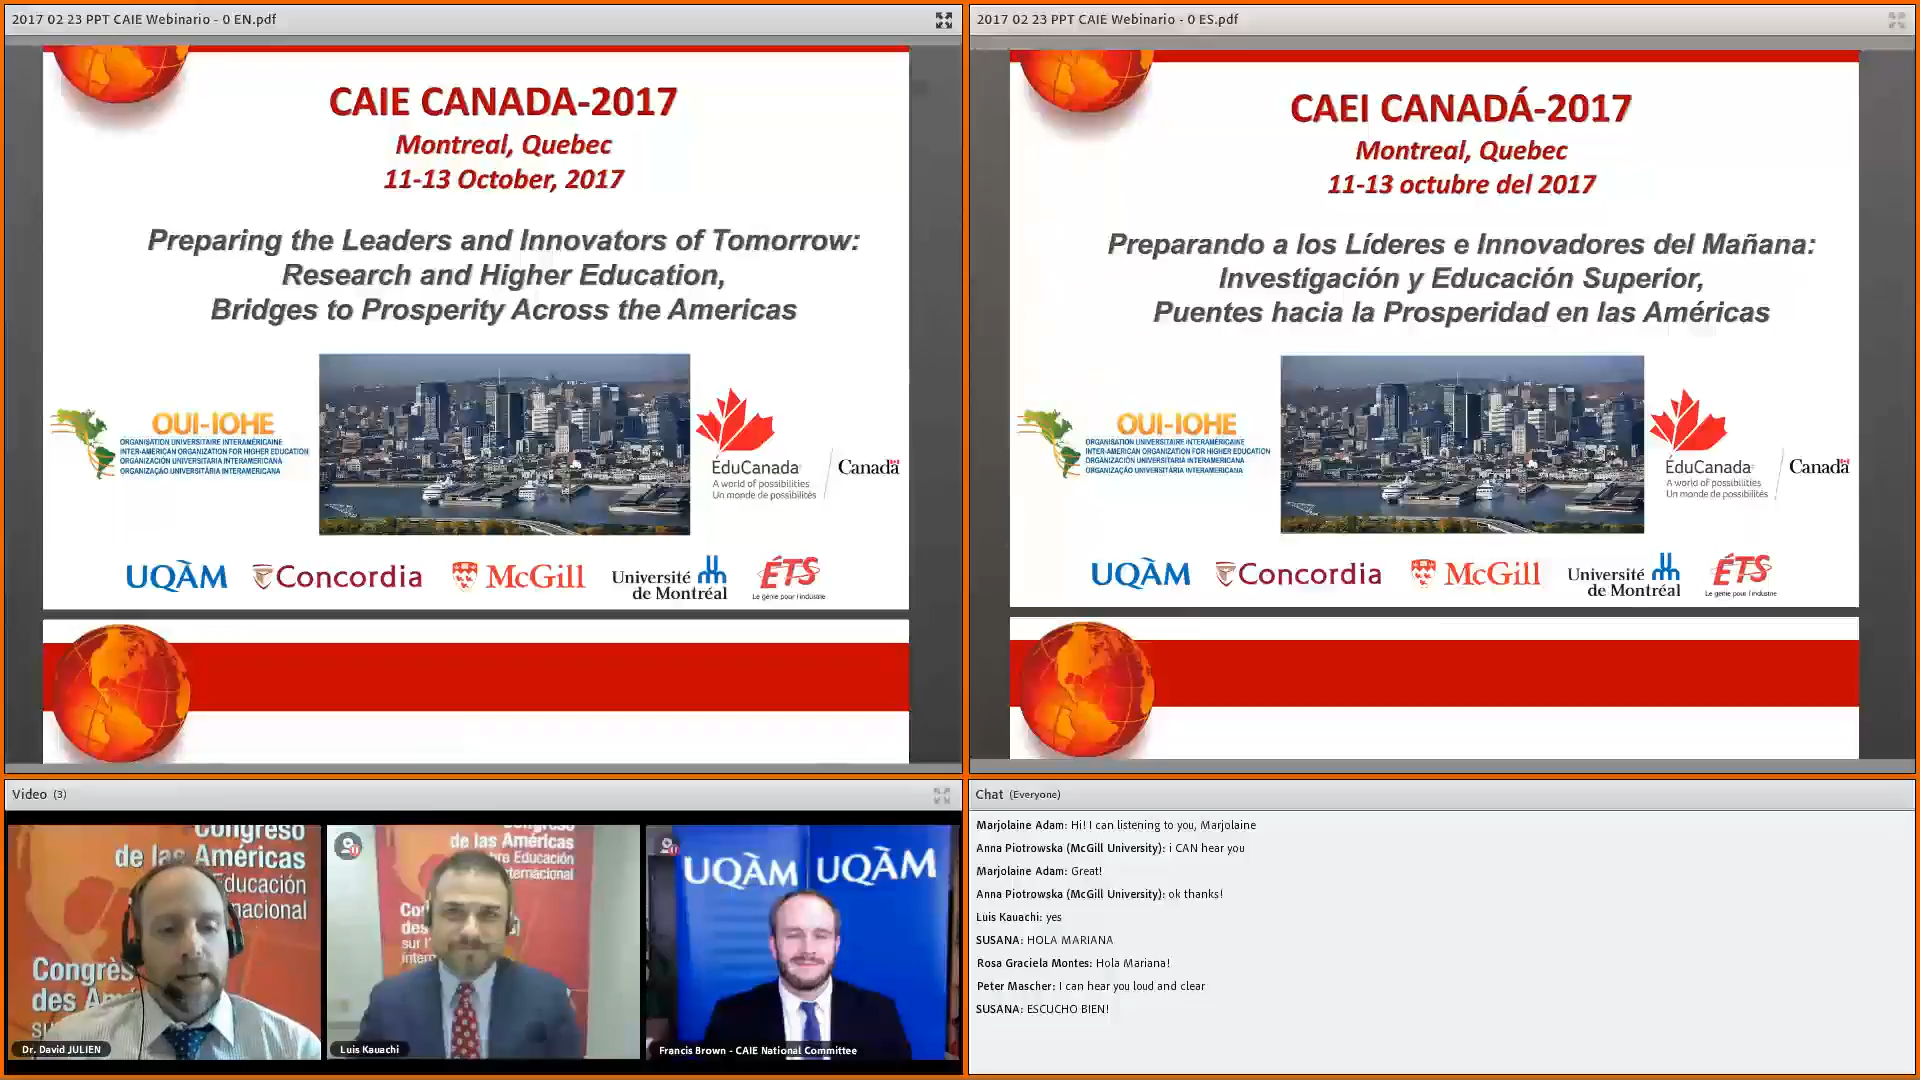 2017 02 23 PPT CAIE Webinario - 0 EN.pdf
CAIE CANADA-2017
Montreal, Quebec
11-13 October, 2017
Preparing the Leaders and Innovators of Tomorrow:
Research and Higher Education,
Bridges to Prosperity Across the Americas
OUI-IOHE
ORGANISATION UNIVERSITAIRE INTERAMÉRICAINE
INTER-AMERICAN ORGANIZATION FOR HIGHER EDUCATION
ORGANIZACIÓN UNIVERSITARIA INTERAMERICANA
ORGANIZAÇÃO UNIVERSITÁRIA INTERAMERICANA
ÉduCanada
A world of possibilities
Un monde de possibilités
Canada
UQÀM
Concordia
McGill
Université
de Montréal
ÉTS
Le génie pour l'industrie
2017 02 23 PPT CAIE Webinario - 0 ES.pdf
CAEI CANADÁ-2017
Montreal, Quebec
11-13 octubre del 2017
Preparando a los Líderes e Innovadores del Mañana:
Investigación y Educación Superior,
Puentes hacia la Prosperidad en las Américas
OUI-IOHE
ORGANISATION UNIVERSITAIRE INTERAMÉRICAINE
INTER-AMERICAN ORGANIZATION FOR HIGHER EDUCATION
ORGANIZACIÓN UNIVERSITARIA INTERAMERICANA
ORGANIZAÇÃO UNIVERSITÁRIA INTERAMERICANA
ÉduCanada
A world of possibilities
Un monde de possibilités
Canada
UQÀM
Concordia
McGill
Université
de Montréal
ÉTS
Le génie pour l'industrie
Video (3)
Congreso
de las Américas
Educación
nacional
Congrès
des Am
su
Dr. David JULIEN
de las Américas
bre Educación
ternacional
Co
des
sur l'
intern
Luis Kauachi
UQÀM
UQÀM
Francis Brown - CAIE National Committee
Chat (Everyone)
Marjolaine Adam: Hi! I can listening to you, Marjolaine
Anna Piotrowska (McGill University): i CAN hear you
Marjolaine Adam: Great!
Anna Piotrowska (McGill University): ok thanks!
Luis Kauachi: yes
SUSANA: HOLA MARIANA
Rosa Graciela Montes: Hola Mariana!
Peter Mascher: I can hear you loud and clear
SUSANA: ESCUCHO BIEN!